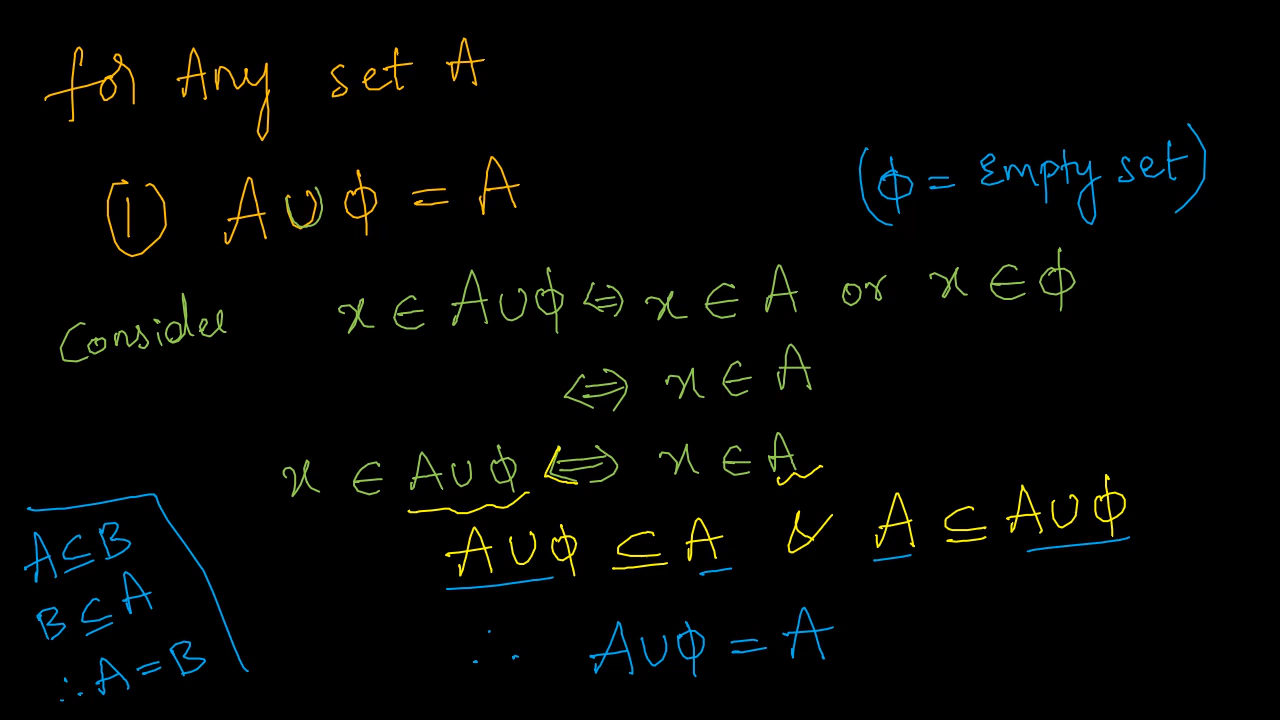 for Any set A
① A ∪ ϕ = A
(ϕ = Empty set)
Consider x ∈ A ∪ ϕ ⇔ x ∈ A or x ∈ ϕ
⇔ x ∈ A
x ∈ A ∪ ϕ ⇔ x ∈ A
A ∪ ϕ ⊆ A & A ⊆ A ∪ ϕ
∴ A ∪ ϕ = A
A ⊆ B
B ⊆ A
∴ A = B